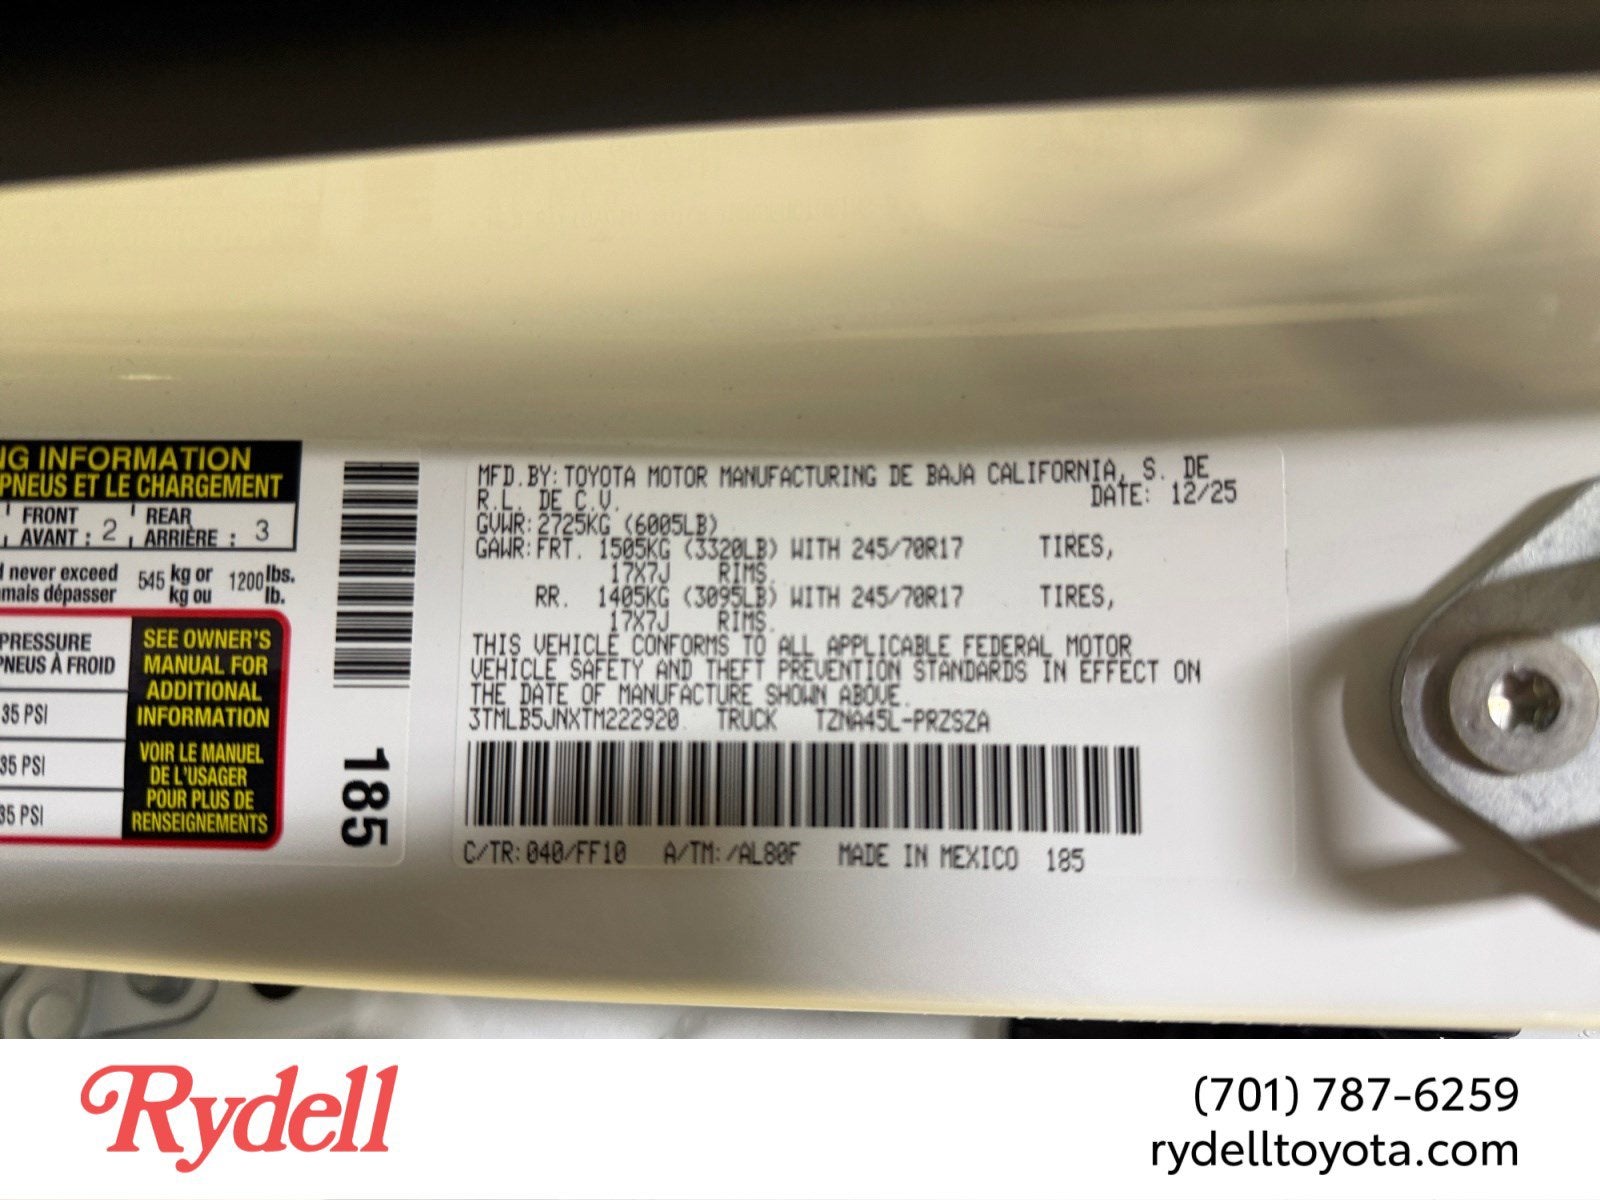 NG INFORMATION
PNEUS ET LE CHARGEMENT
FRONT
AVANT : 2
REAR
ARRIÈRE : 3
never exceed
mais dépasser
545 kg or
kg ou
1200 lbs.
lb.
PRESSURE
PNEUS À FROID
35 PSI
35 PSI
35 PSI
SEE OWNER'S
MANUAL FOR
ADDITIONAL
INFORMATION
VOIR LE MANUEL
DE L'USAGER
POUR PLUS DE
RENSEIGNEMENTS
185
MFD.BY:TOYOTA MOTOR MANUFACTURING DE BAJA CALIFORNIA, S. DE
R.L. DE C.V. DATE: 12/25
GVWR:2725KG (6005LB)
GAWR:FRT. 1505KG (3320LB) WITH 245/70R17 TIRES,
17X7J RIMS.
RR. 1405KG (3095LB) WITH 245/70R17 TIRES,
17X7J RIMS.
THIS VEHICLE CONFORMS TO ALL APPLICABLE FEDERAL MOTOR
VEHICLE SAFETY AND THEFT PREVENTION STANDARDS IN EFFECT ON
THE DATE OF MANUFACTURE SHOWN ABOVE.
3TMLB5JNXTM222920. TRUCK TZNA45L-PRZSZA
C/TR:040/FF10 A/TM:/AL80F MADE IN MEXICO 185
Rydell
(701) 787-6259
rydelltoyota.com